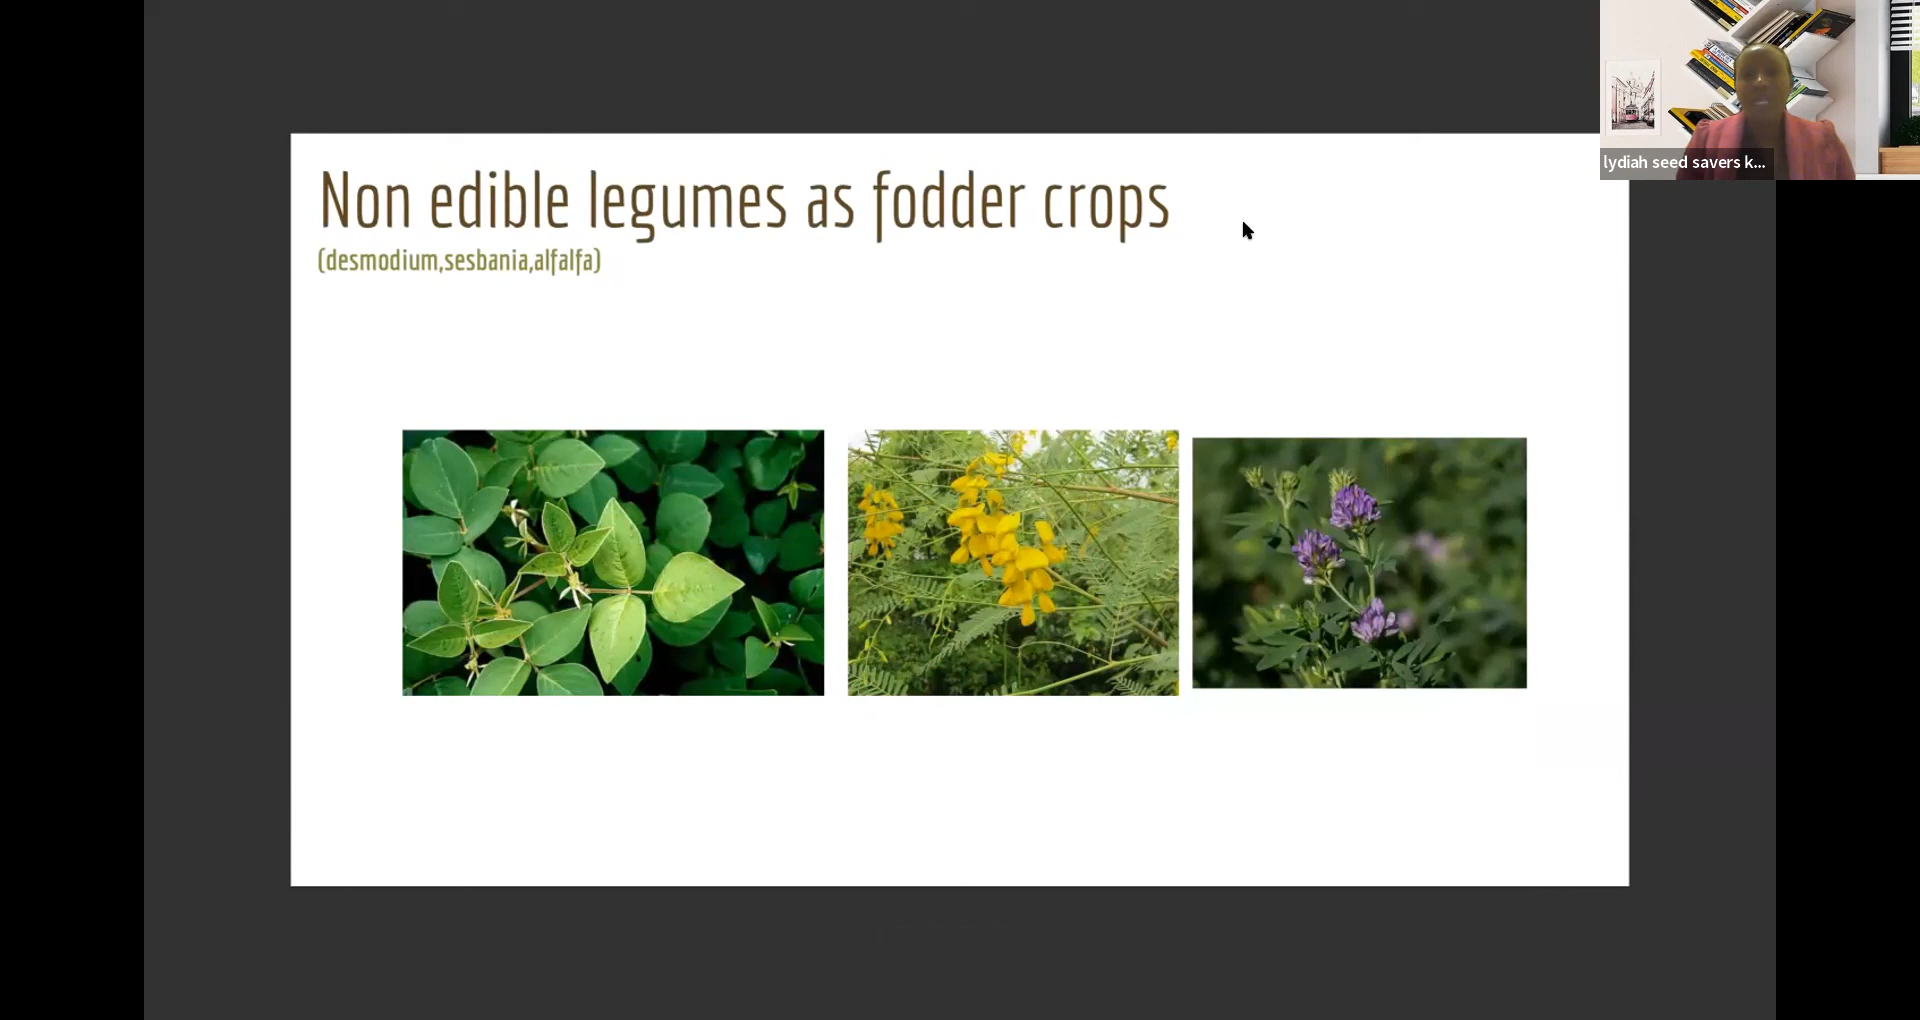 Non edible legumes as fodder crops
(desmodium,sesbania,alfalfa)
lydiah seed savers k...